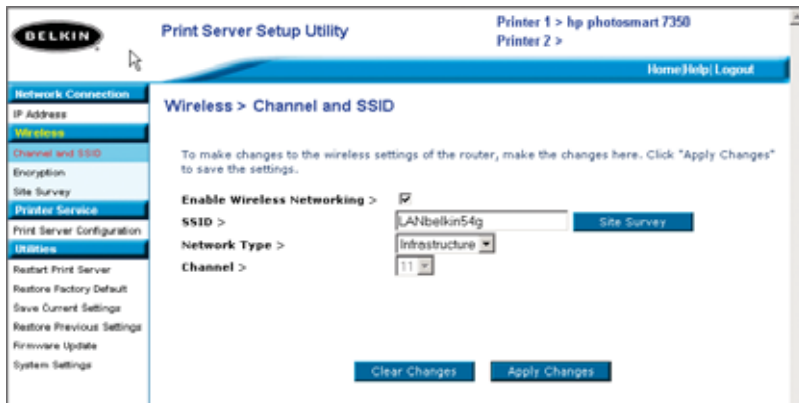 BELKIN
Print Server Setup Utility
Printer 1 > hp photosmart 7350
Printer 2 >
Home|Help| Logout
Network Connection
IP Address
Wireless
Channel and SSID
Encryption
Site Survey
Printer Service
Print Server Configuration
Utilities
Restart Print Server
Restore Factory Default
Save Current Settings
Restore Previous Settings
Firmware Update
System Settings
Wireless > Channel and SSID
To make changes to the wireless settings of the router, make the changes here. Click "Apply Changes"
to save the settings.
Enable Wireless Networking >
SSID > LANbelkin54g Site Survey
Network Type > Infrastructure
Channel > 11
Clear Changes Apply Changes